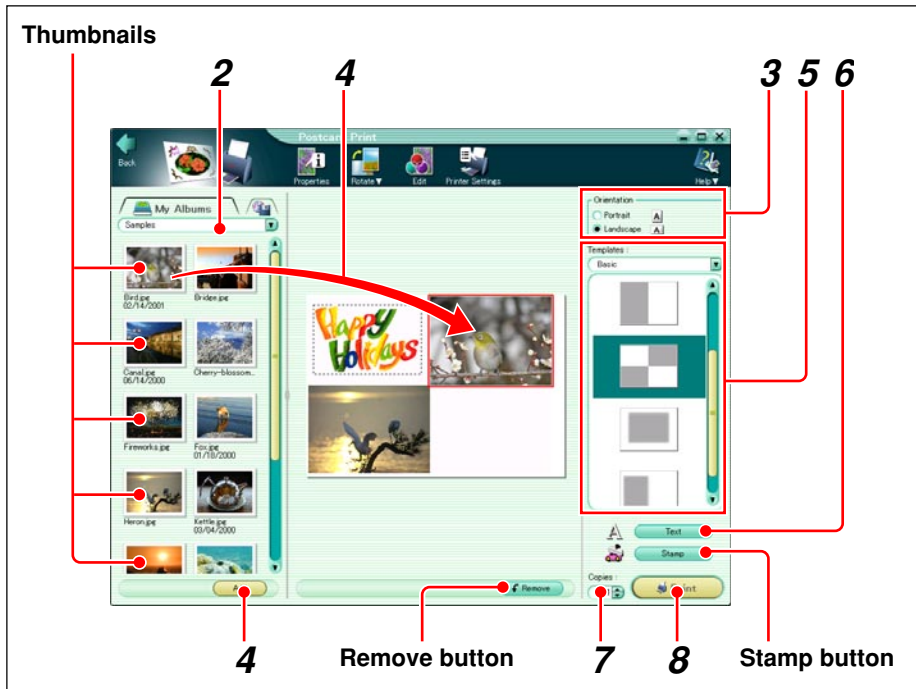 Thumbnails
2
4
3 5 6
Postcard Print
Back
Properties
Rotate▼
Edit
Printer Settings
Help▼
My Albums
Samples
Orientation
Portrait A
Landscape A
Templates :
Basic
Bird.jpg
02/14/2001
Bridge.jpg
Canal.jpg
06/14/2000
Cherry-blossom...
Fireworks.jpg
Fox.jpg
01/18/2000
Heron.jpg
Kettle.jpg
03/04/2000
Happy
Holidays
A Text
Stamp
Copies :
Remove
4
Remove button
7
8
Stamp button